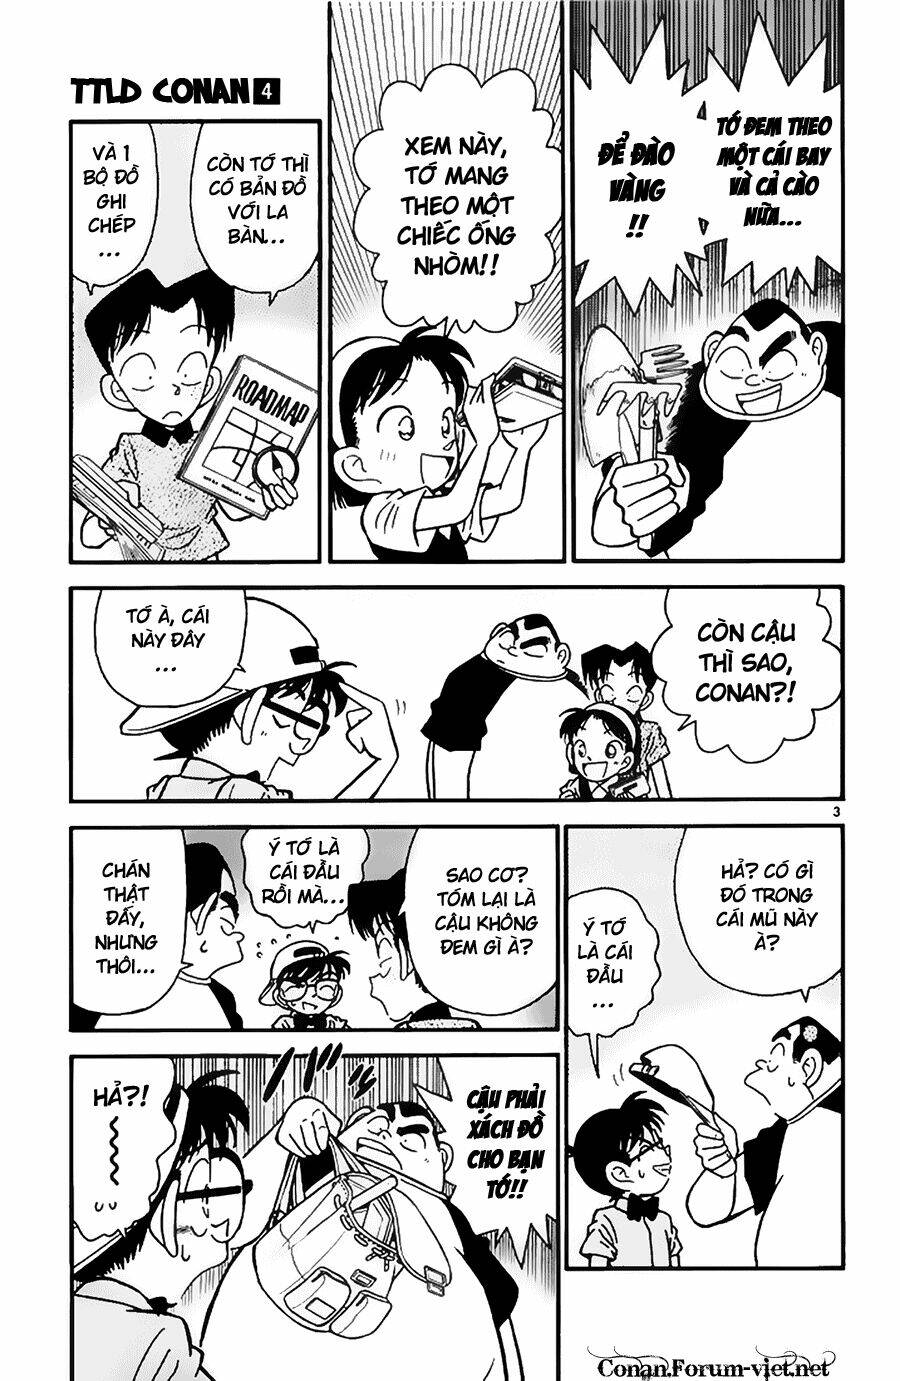 TTLD CONAN 4
TỚ ĐEM THEO
MỘT CÁI BAY
VÀ CẢ CÀO
NỮA...
ĐỂ ĐÀO
VÀNG
!!
XEM NÀY,
TỚ MANG
THEO MỘT
CHIẾC ỐNG
NHÒM!!
CÒN TỚ THÌ
CÓ BẢN ĐỒ
VỚI LA
BÀN...
VÀ 1
BỘ ĐỒ
GHI
CHÉP
...
ROADMAP
CÒN CẬU
THÌ SAO,
CONAN?!
TỚ À, CÁI
NÀY ĐÂY
...
3
HẢ? CÓ GÌ
ĐÓ TRONG
CÁI MŨ NÀY
À?
Ý TỚ
LÀ CÁI
ĐẦU
...
SAO CƠ?
TÓM LẠI LÀ
CẬU KHÔNG
ĐEM GÌ À?
Ý TỚ LÀ
CÁI ĐẦU
RỒI MÀ...
CHÁN
THẬT
ĐẤY,
NHƯNG
THÔI...
CẬU PHẢI
XÁCH ĐỒ
CHO BẠN
TỚ!!
HẢ?!
Conan.Forum-viet.net